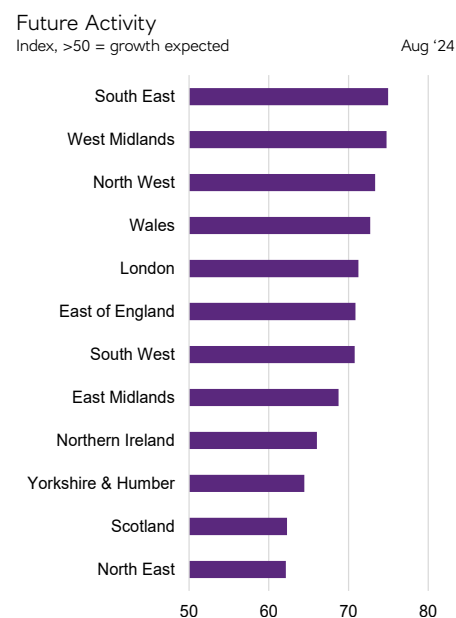 Future Activity
Index, >50 = growth expected
Aug ‘24
South East
West Midlands
North West
Wales
London
East of England
South West
East Midlands
Northern Ireland
Yorkshire & Humber
Scotland
North East
50 60 70 80